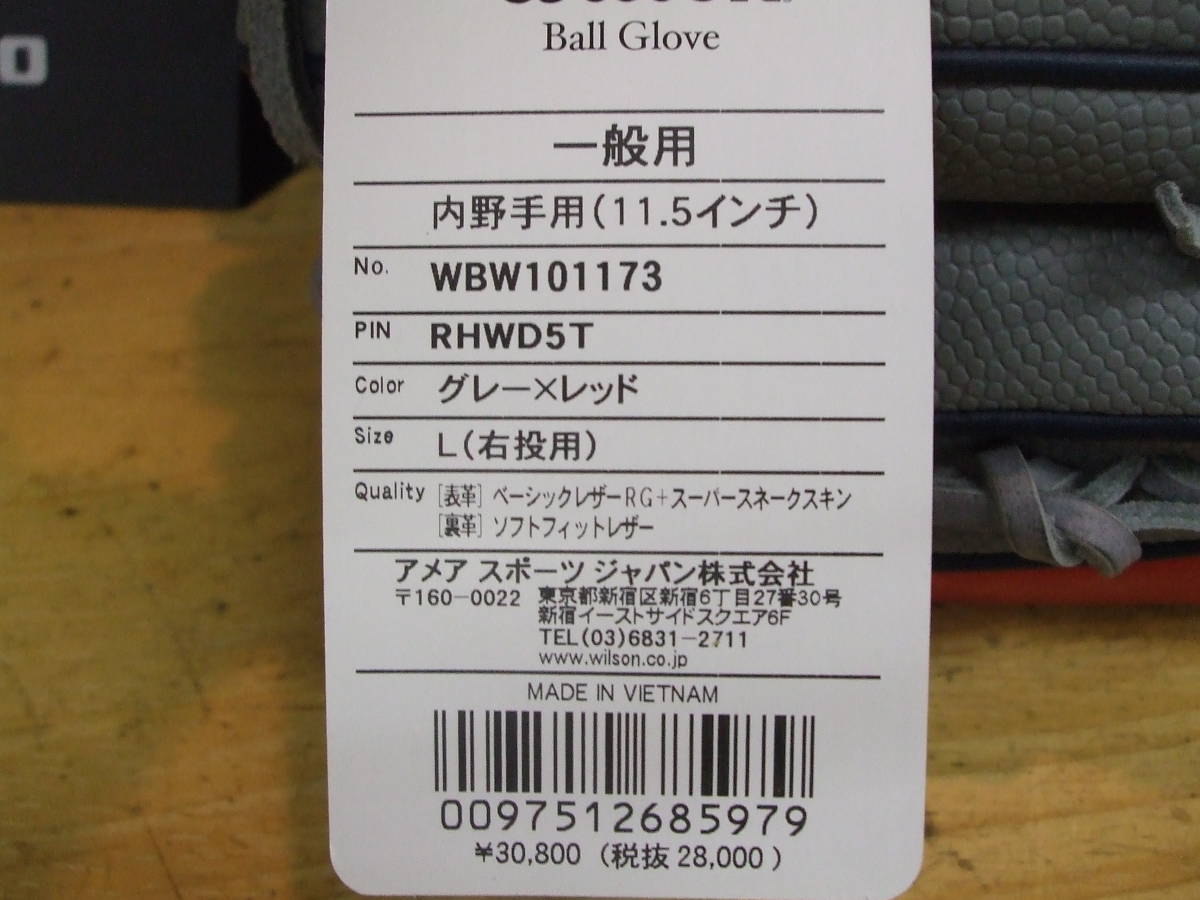 Ball Glove
一般用
内野手用(11.5インチ)
No. WBW101173
PIN RHWD5T
Color グレー×レッド
Size L(右投用)
Quality [表革] ベーシックレザーRG+スーパースネークスキン
[裏革] ソフトフィットレザー
アメア スポーツ ジャパン株式会社
〒160-0022 東京都新宿区新宿6丁目27番30号
新宿イーストサイドスクエア6F
TEL(03)6831-2711
www.wilson.co.jp
MADE IN VIETNAM
0097512685979
¥30,800 (税抜 28,000)